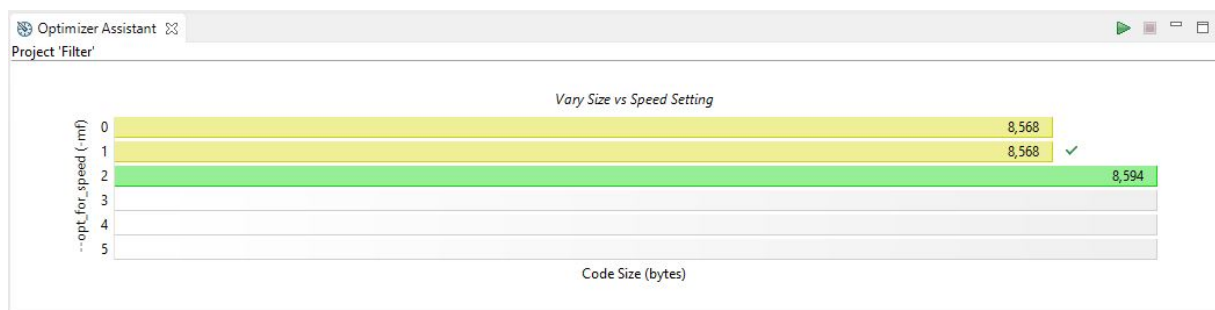 Optimizer Assistant
Project 'Filter'
Vary Size vs Speed Setting
--opt_for_speed (-mf)
0 8,568
1 8,568
2 8,594
3
4
5
Code Size (bytes)